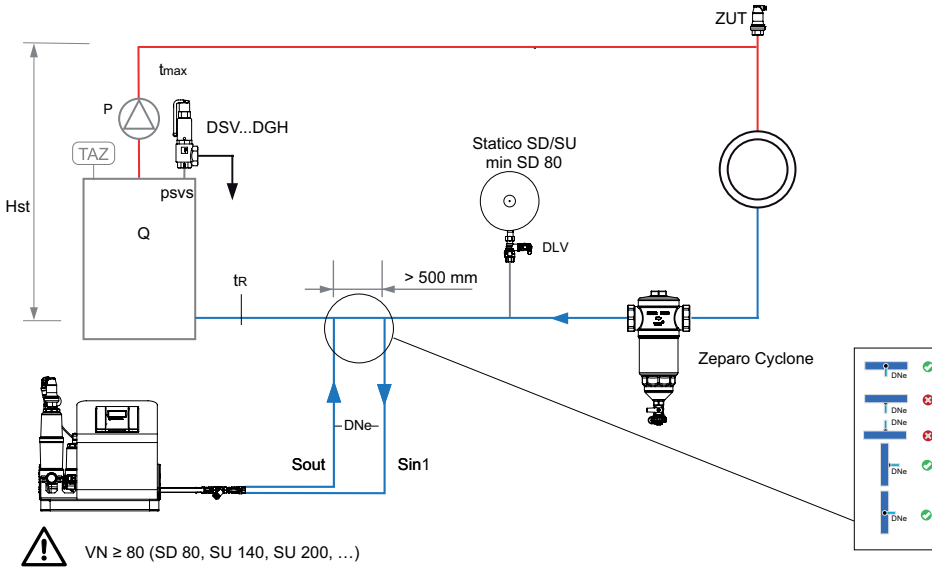 ZUT
tmax
P
DSV...DGH
TAZ
psvs
Statico SD/SU
min SD 80
Hst
Q
DLV
tR
> 500 mm
Zeparo Cyclone
DNe
DNe
DNe
DNe
DNe
DNe
Sout
Sin1
VN ≥ 80 (SD 80, SU 140, SU 200, …)